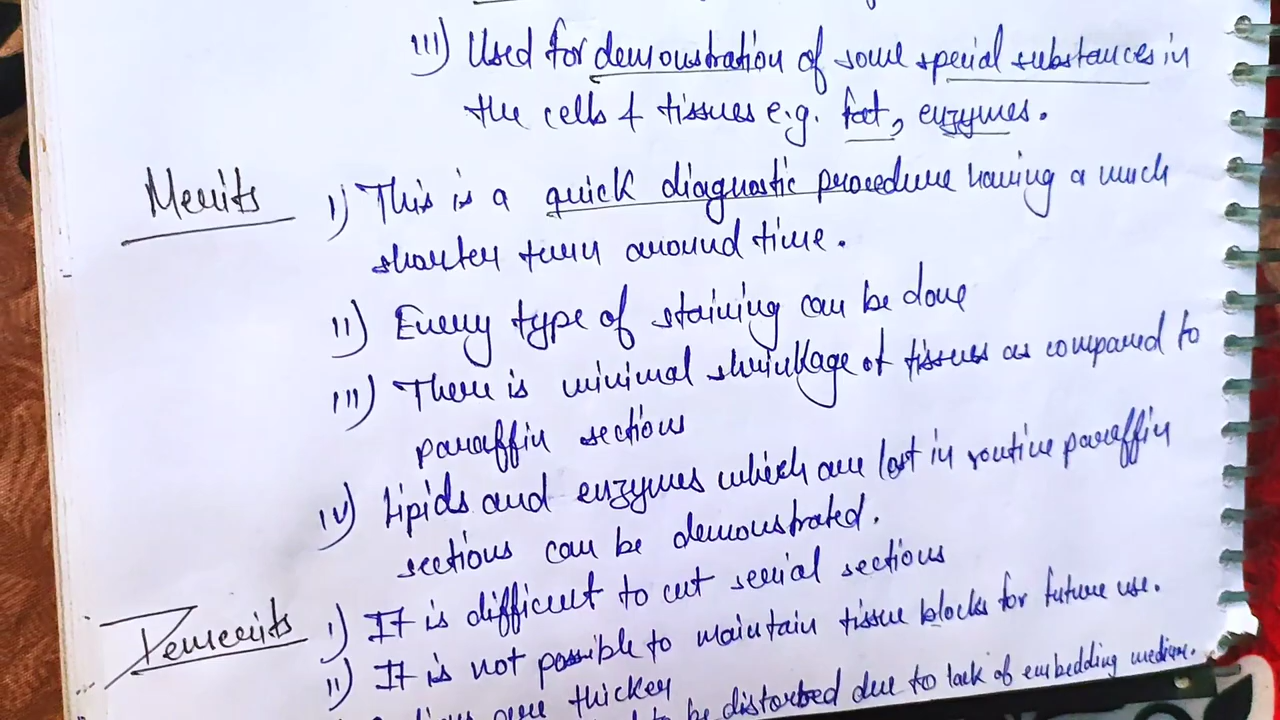 III) Used for demonstration of some special substances in
the cells & tissues e.g. fat, enzymes.
Merits
I) This is a quick diagnostic procedure having a much
shorter turn around time.
II) Every type of staining can be done
III) There is minimal shrinkage of tissues as compared to
paraffin sections
IV) Lipids and enzymes which are lost in routine paraffin
sections can be demonstrated.
Demerits
I) It is difficult to cut serial sections
II) It is not possible to maintain tissue blocks for future use.
are thicker
to be distorted due to lack of embedding medium.